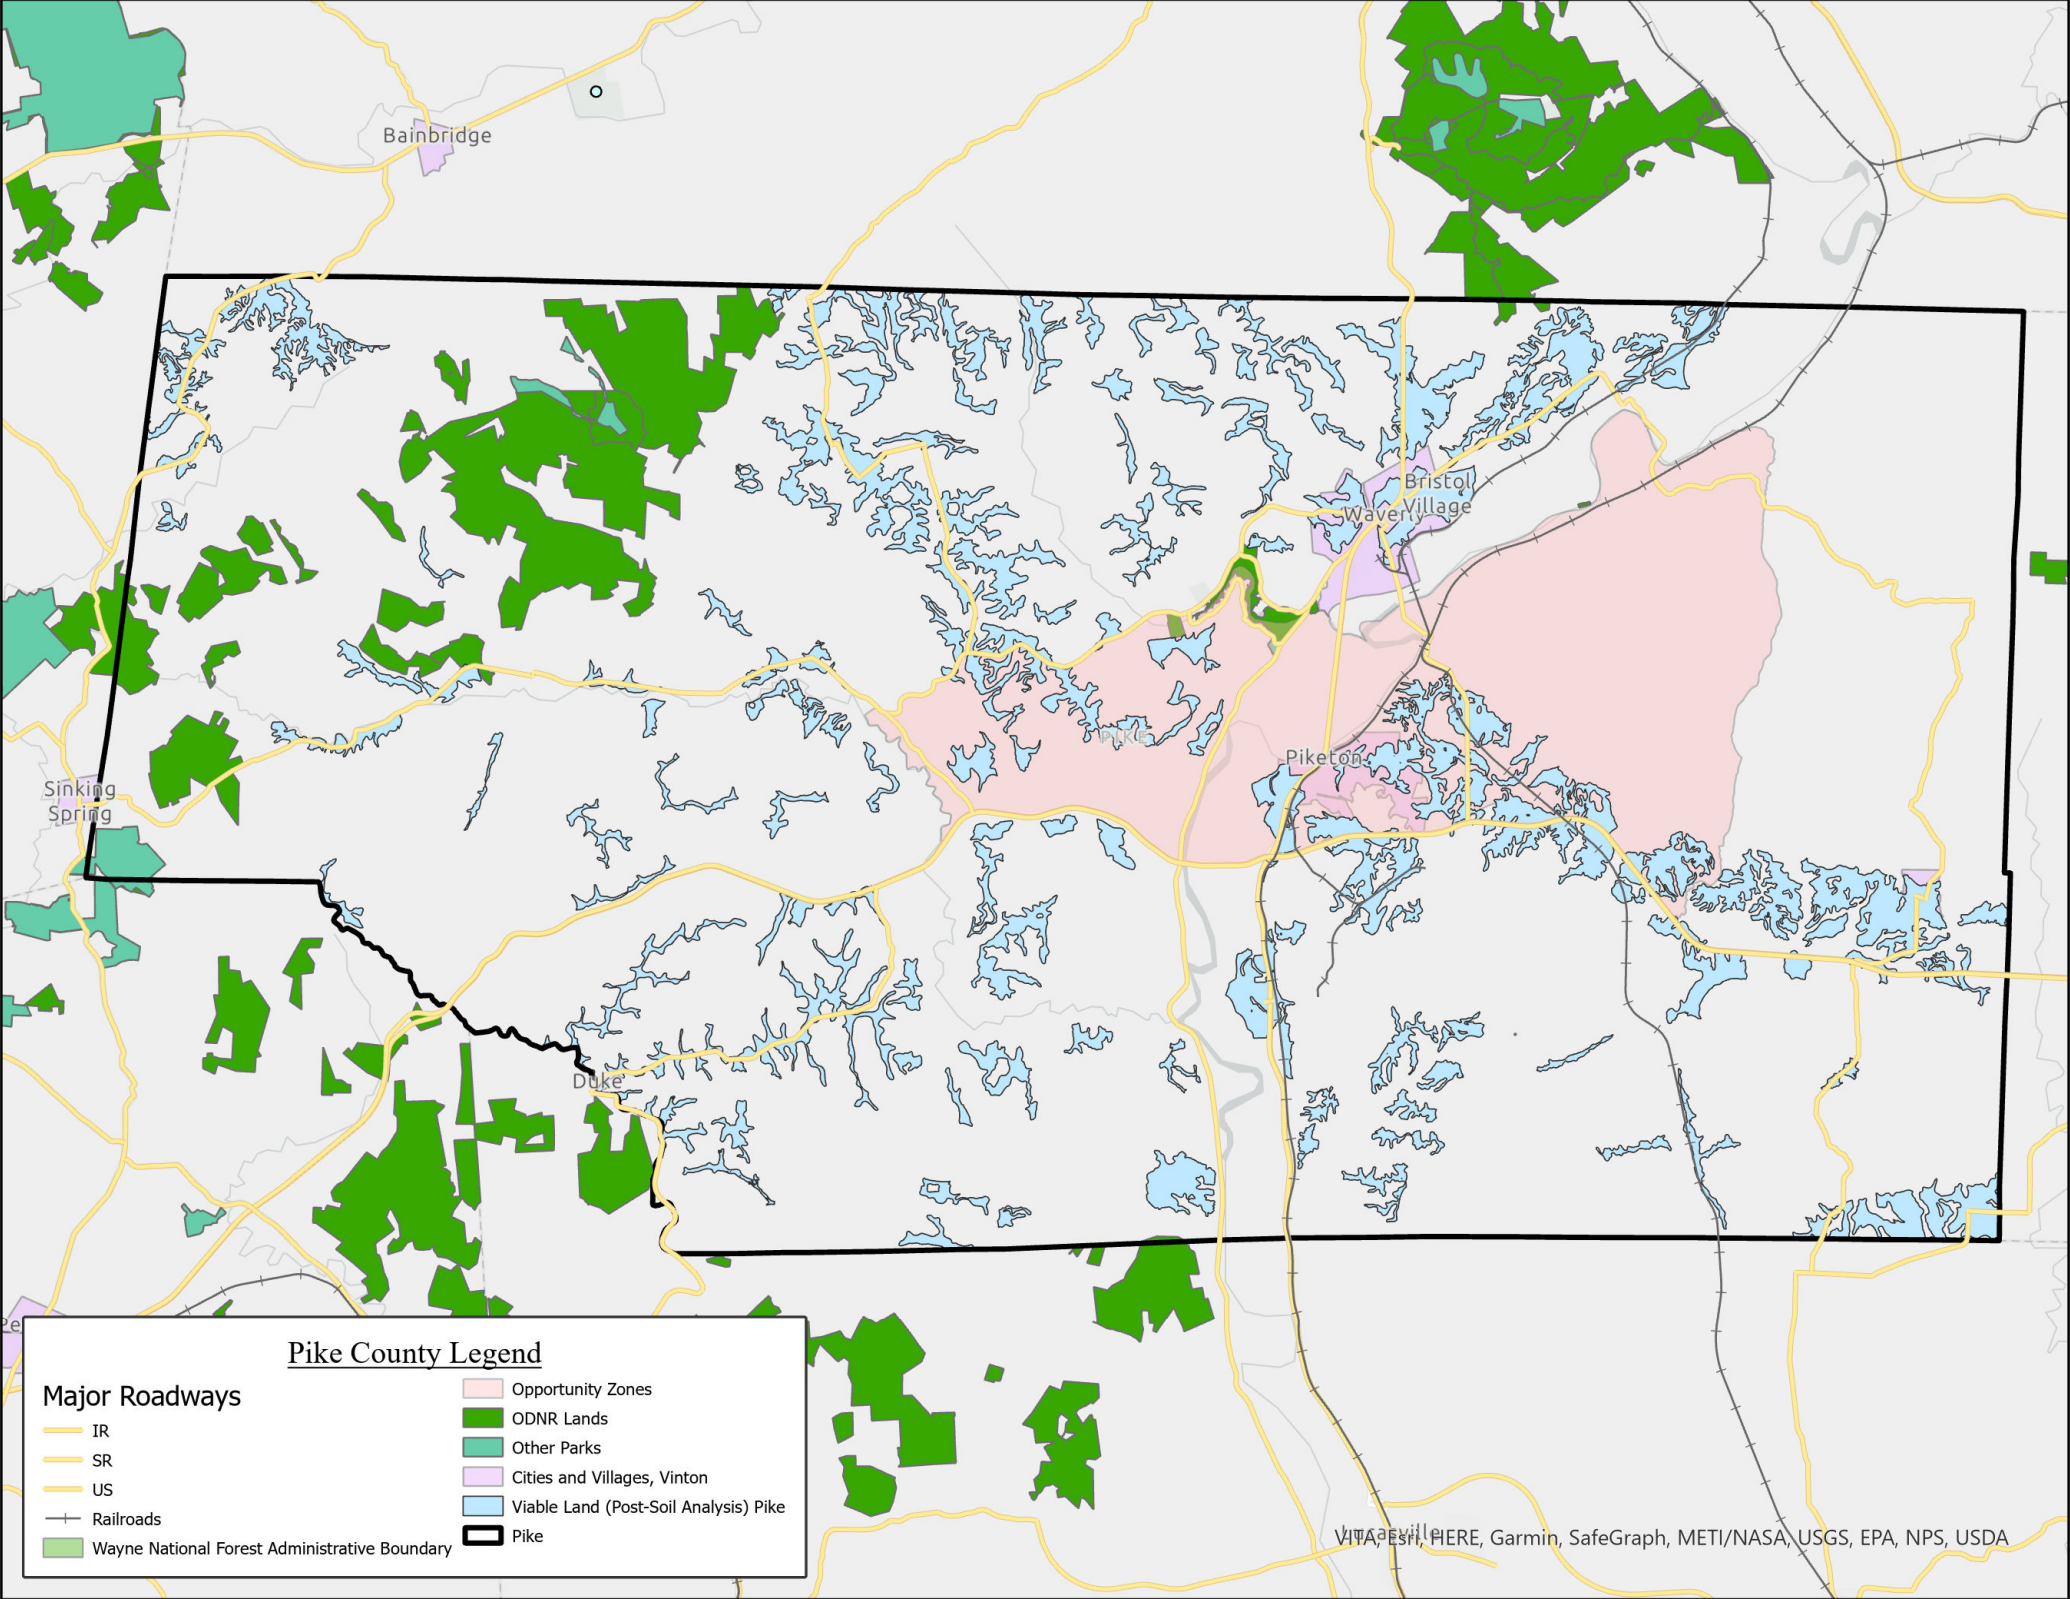 Bainbridge
Bristol
Village
Waverly
PIKE
Piketon
Sinking
Spring
Duke
Pe
Pike County Legend
Major Roadways
IR
SR
US
Railroads
Wayne National Forest Administrative Boundary
Opportunity Zones
ODNR Lands
Other Parks
Cities and Villages, Vinton
Viable Land (Post-Soil Analysis) Pike
Pike
Lucasville
VITA, Esri, HERE, Garmin, SafeGraph, METI/NASA, USGS, EPA, NPS, USDA